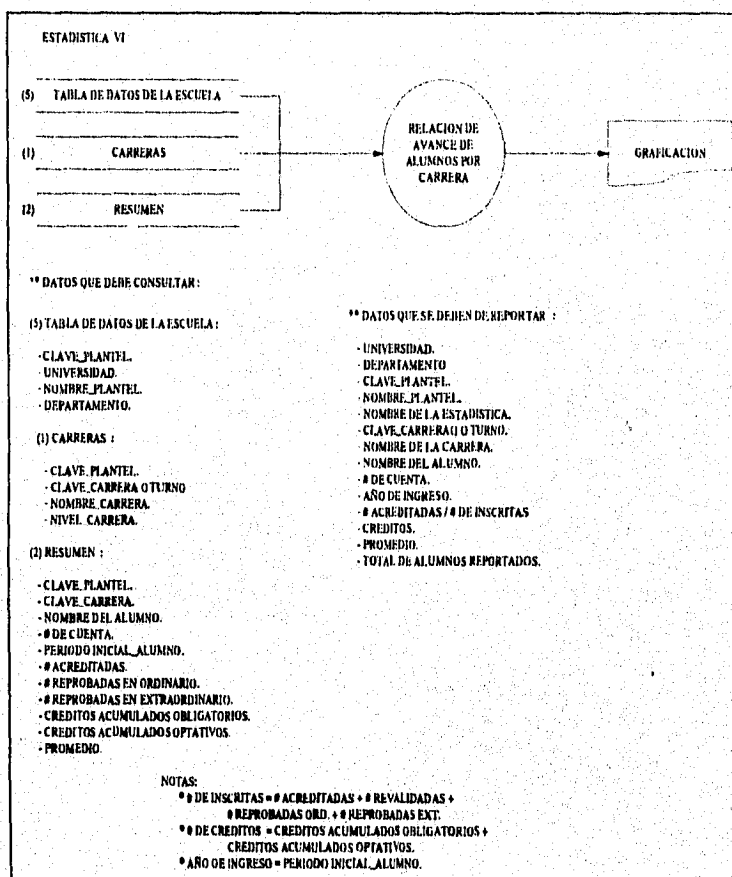 ESTADISTICA VI
(5) TABLA DE DATOS DE LA ESCUELA
(1) CARRERAS
(2) RESUMEN
RELACION DE
AVANCE DE
ALUMNOS POR
CARRERA
GRAFICACION
** DATOS QUE DEBE CONSULTAR :
(5) TABLA DE DATOS DE LA ESCUELA :
- CLAVE_PLANTEL.
- UNIVERSIDAD.
- NOMBRE_PLANTEL.
- DEPARTAMENTO.
(1) CARRERAS :
- CLAVE_PLANTEL.
- CLAVE_CARRERA O TURNO
- NOMBRE_CARRERA.
- NIVEL_CARRERA.
(2) RESUMEN :
- CLAVE_PLANTEL.
- CLAVE_CARRERA.
- NOMBRE DEL ALUMNO.
- # DE CUENTA.
- PERIODO INICIAL_ALUMNO.
- # ACREDITADAS.
- # REPROBADAS EN ORDINARIO.
- # REPROBADAS EN EXTRAORDINARIO.
- CREDITOS ACUMULADOS OBLIGATORIOS.
- CREDITOS ACUMULADOS OPTATIVOS.
- PROMEDIO.
** DATOS QUE SE DEBEN DE REPORTAR :
- UNIVERSIDAD.
- DEPARTAMENTO
- CLAVE_PLANTEL.
- NOMBRE_PLANTEL.
- NOMBRE DE LA ESTADISTICA.
- CLAVE_CARRERA() O TURNO.
- NOMBRE DE LA CARRERA.
- NOMBRE DEL ALUMNO.
- # DE CUENTA.
- AÑO DE INGRESO.
- # ACREDITADAS / # DE INSCRITAS
- CREDITOS.
- PROMEDIO.
- TOTAL DE ALUMNOS REPORTADOS.
NOTAS:
* # DE INSCRITAS = # ACREDITADAS + # REVALIDADAS +
# REPROBADAS ORD. + # REPROBADAS EXT.
* # DE CREDITOS = CREDITOS ACUMULADOS OBLIGATORIOS +
CREDITOS ACUMULADOS OPTATIVOS.
* AÑO DE INGRESO = PERIODO INICIAL_ALUMNO.